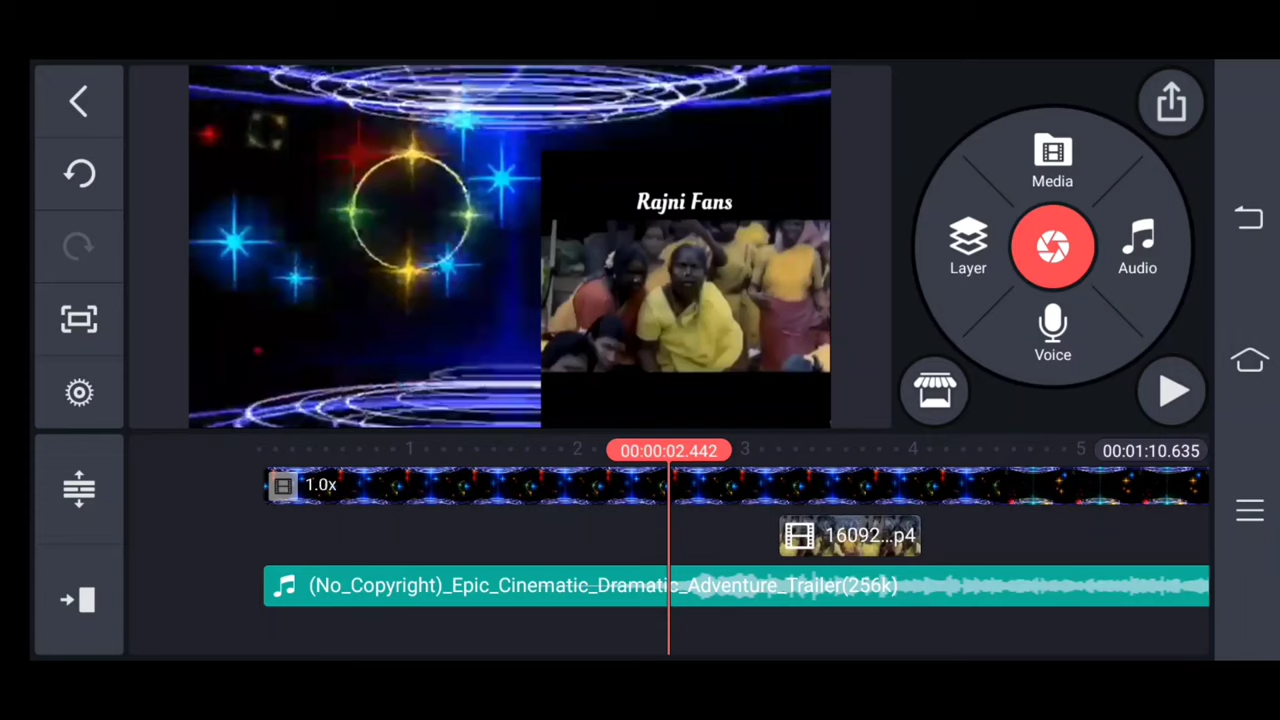 Rajni Fans
Media
Layer
Audio
Voice
1
2
00:00:02.442
3
4
5
00:01:10.635
1.0x
16092...p4
(No_Copyright)_Epic_Cinematic_Dramatic_Adventure_Trailer(256k)